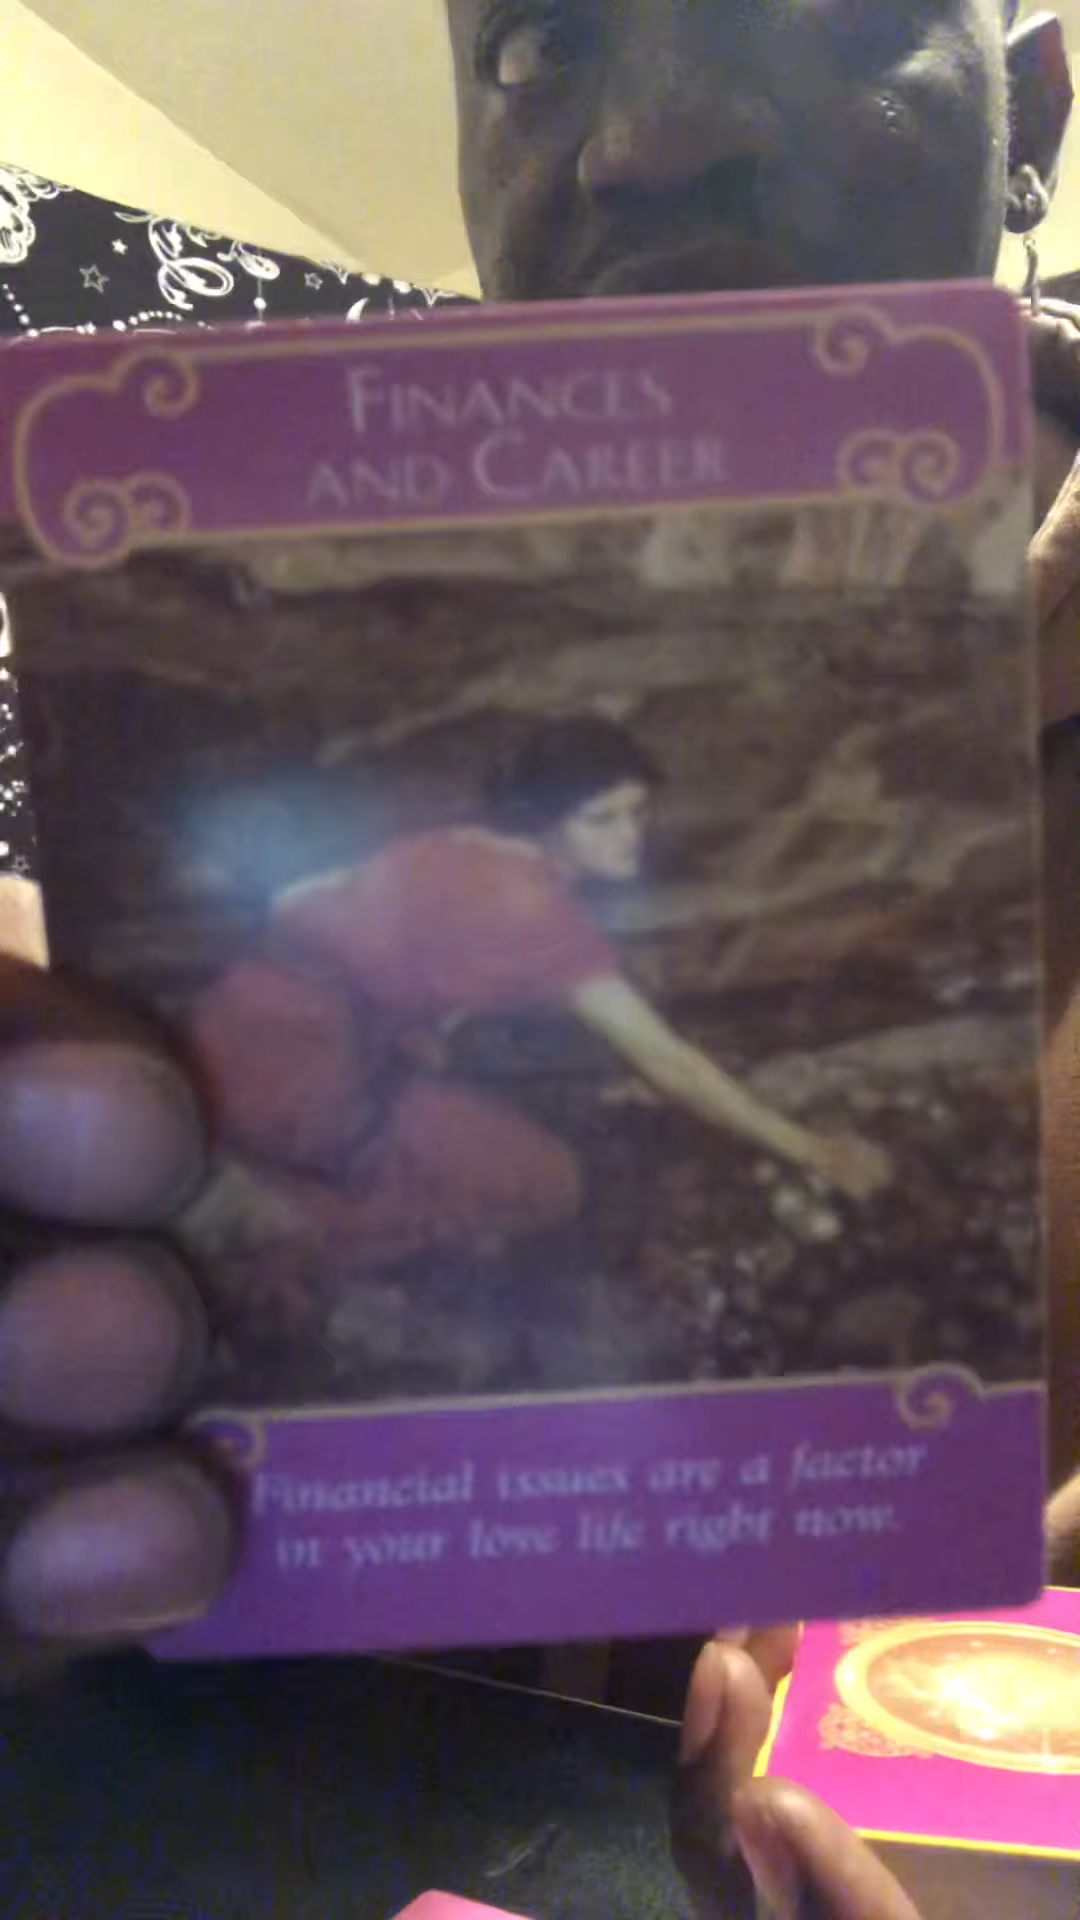 FINANCES
AND CAREER
Financial issues are a factor
in your love life right now.